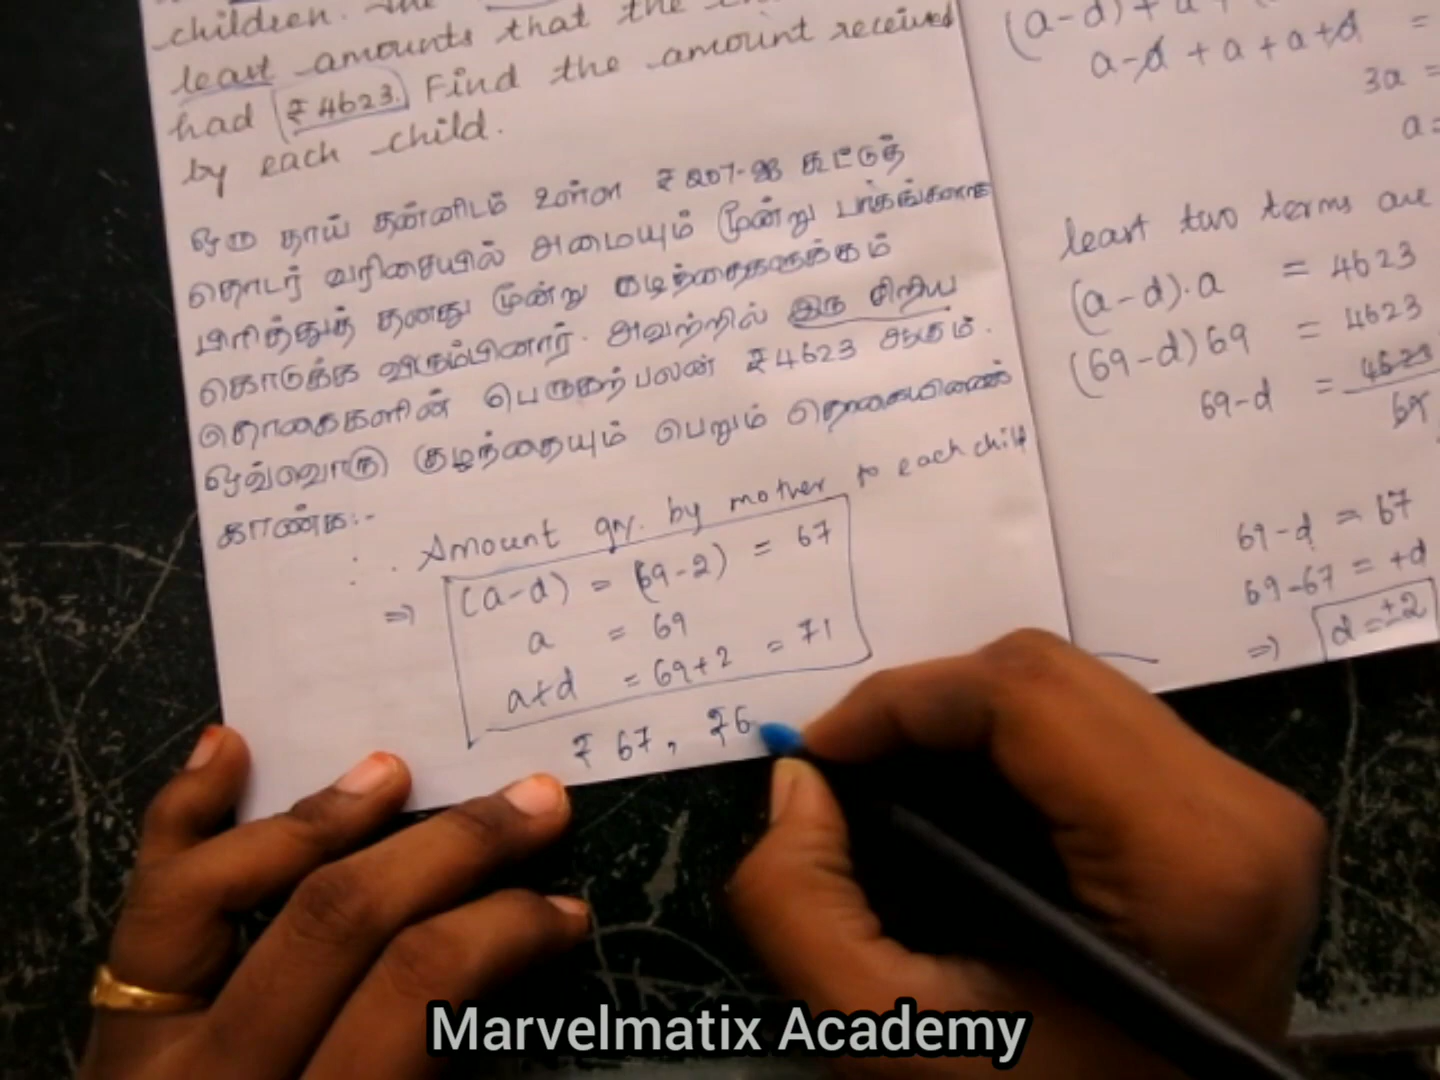 children. The
least amounts that the
had ₹4623. Find the amount received
by each child.
ஒரு தாய் தன்னிடம் உள்ள ₹207-ஐ கூட்டுத்
தொடர் வரிசையில் அமையும் மூன்று பாகங்களாக
பிரித்துத் தனது மூன்று குழந்தைகளுக்கும்
கொடுக்க விரும்பினார். அவற்றில் இரு சிறிய
தொகைகளின் பெருக்கற்பலன் ₹4623 ஆகும்.
ஒவ்வொரு குழந்தையும் பெறும் தொகையினைக்
காண்க:-
∴ Amount gn. by mother to each child
⇒ (a-d) = (69-2) = 67
a = 69
a+d = 69+2 = 71
₹ 67, ₹6
(a-d) + a +
a-d + a + a+d =
3a =
a =
least two terms are
(a-d).a = 4623
(69-d)69 = 4623
69-d = 4623
69
69-d = 67
69-67 = +d
⇒ d = ±2
Marvelmatix Academy